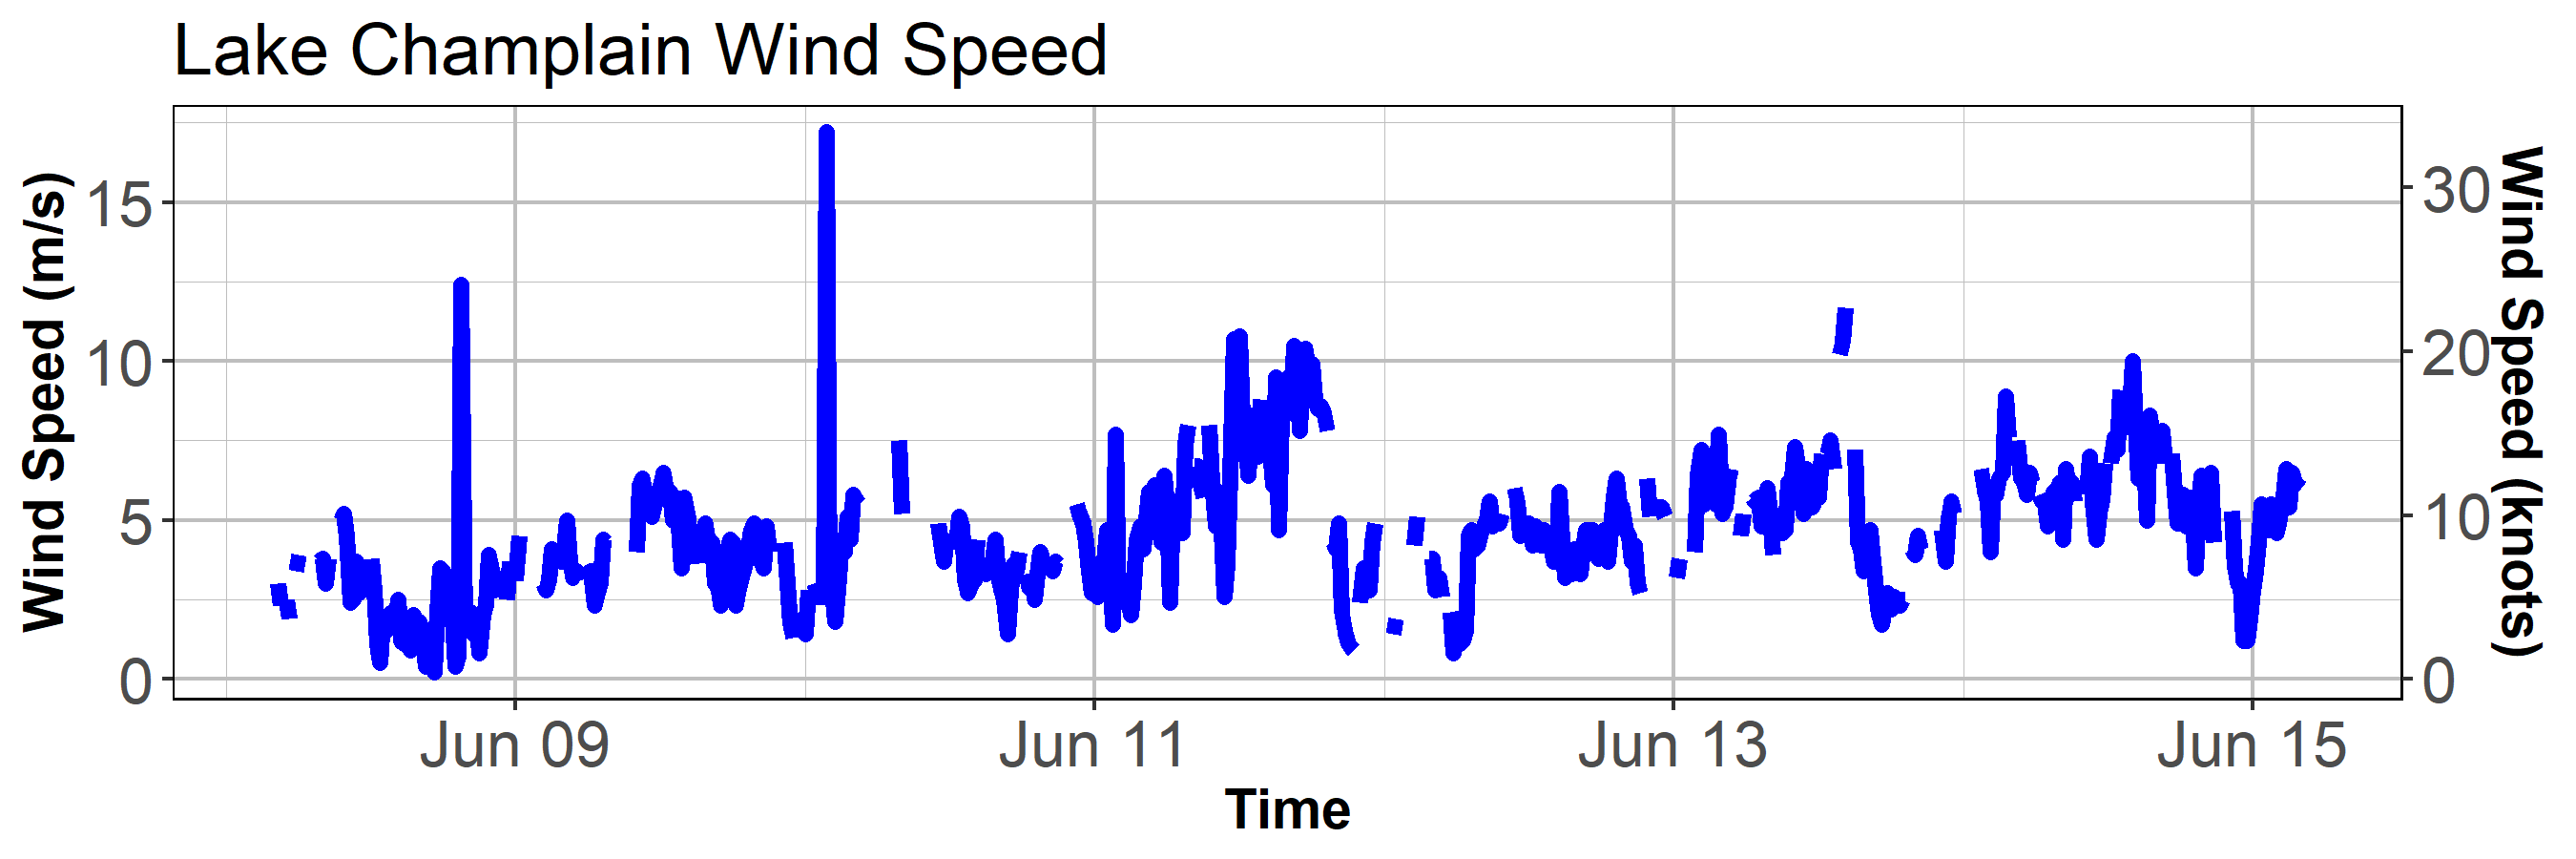 Lake Champlain Wind Speed
Wind Speed (m/s)
15
10
5
0
30
20
10
0
Wind Speed (knots)
Jun 09
Jun 11
Jun 13
Jun 15
Time